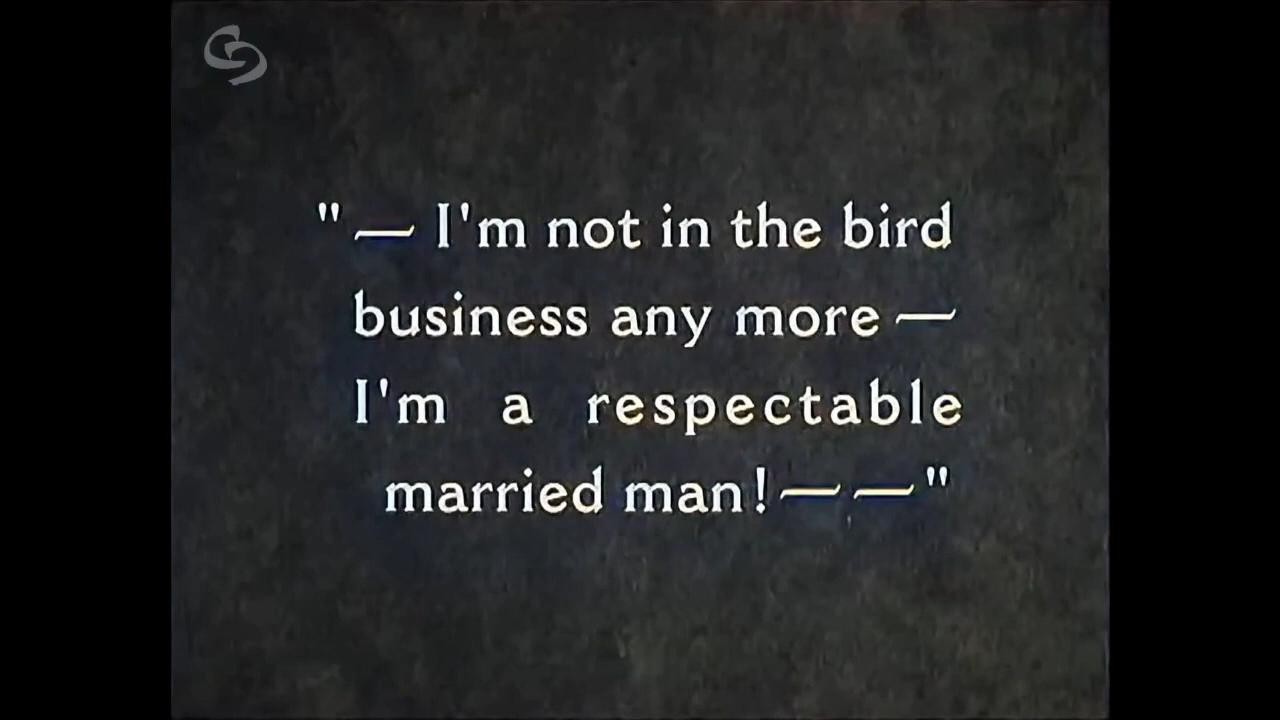 "— I'm not in the bird
business any more —
I'm a respectable
married man! — —"